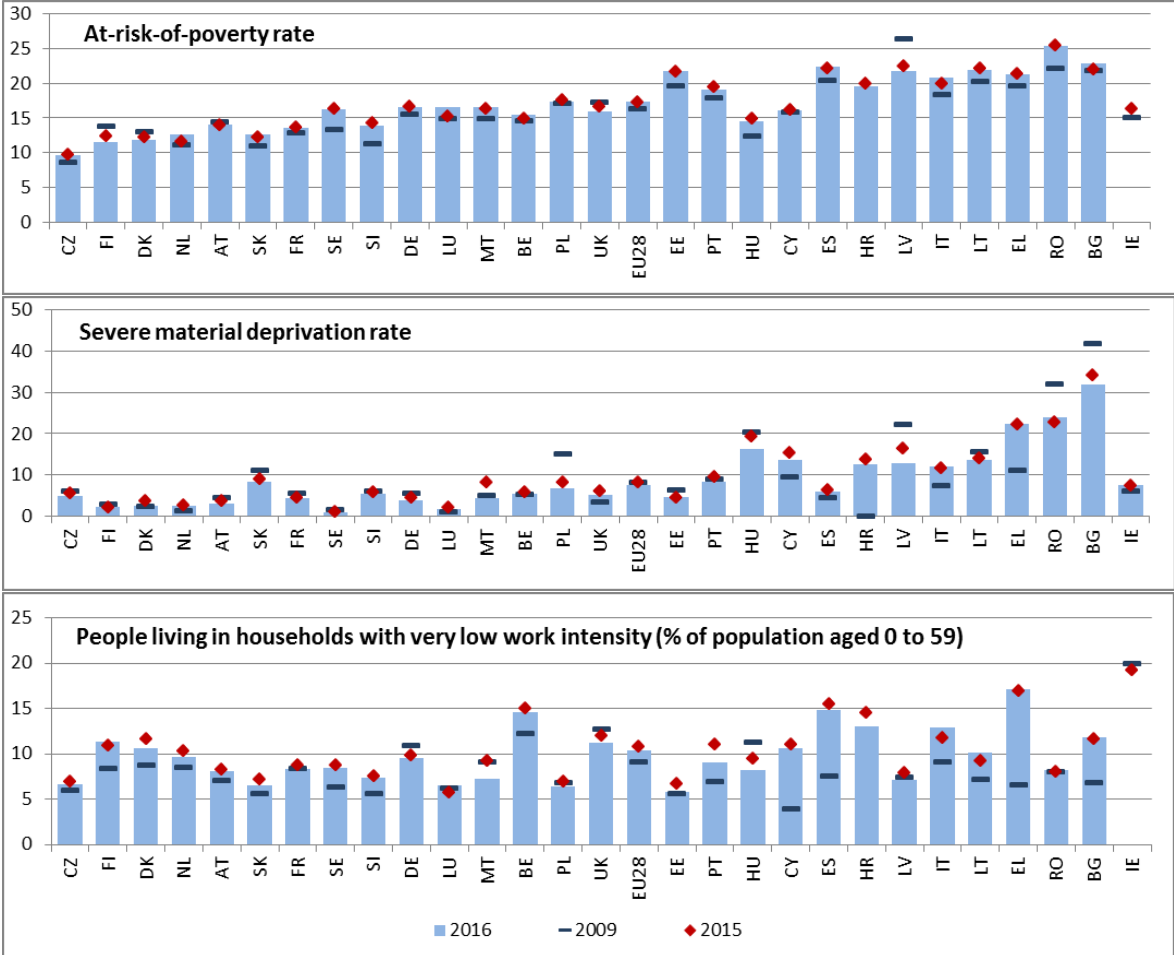 At-risk-of-poverty rate
30
25
20
15
10
5
0
CZ FI DK NL AT SK FR SE SI DE LU MT BE PL UK EU28 EE PT HU CY ES HR LV IT LT EL RO BG IE
Severe material deprivation rate
50
40
30
20
10
0
CZ FI DK NL AT SK FR SE SI DE LU MT BE PL UK EU28 EE PT HU CY ES HR LV IT LT EL RO BG IE
People living in households with very low work intensity (% of population aged 0 to 59)
25
20
15
10
5
0
CZ FI DK NL AT SK FR SE SI DE LU MT BE PL UK EU28 EE PT HU CY ES HR LV IT LT EL RO BG IE
2016 2009 2015